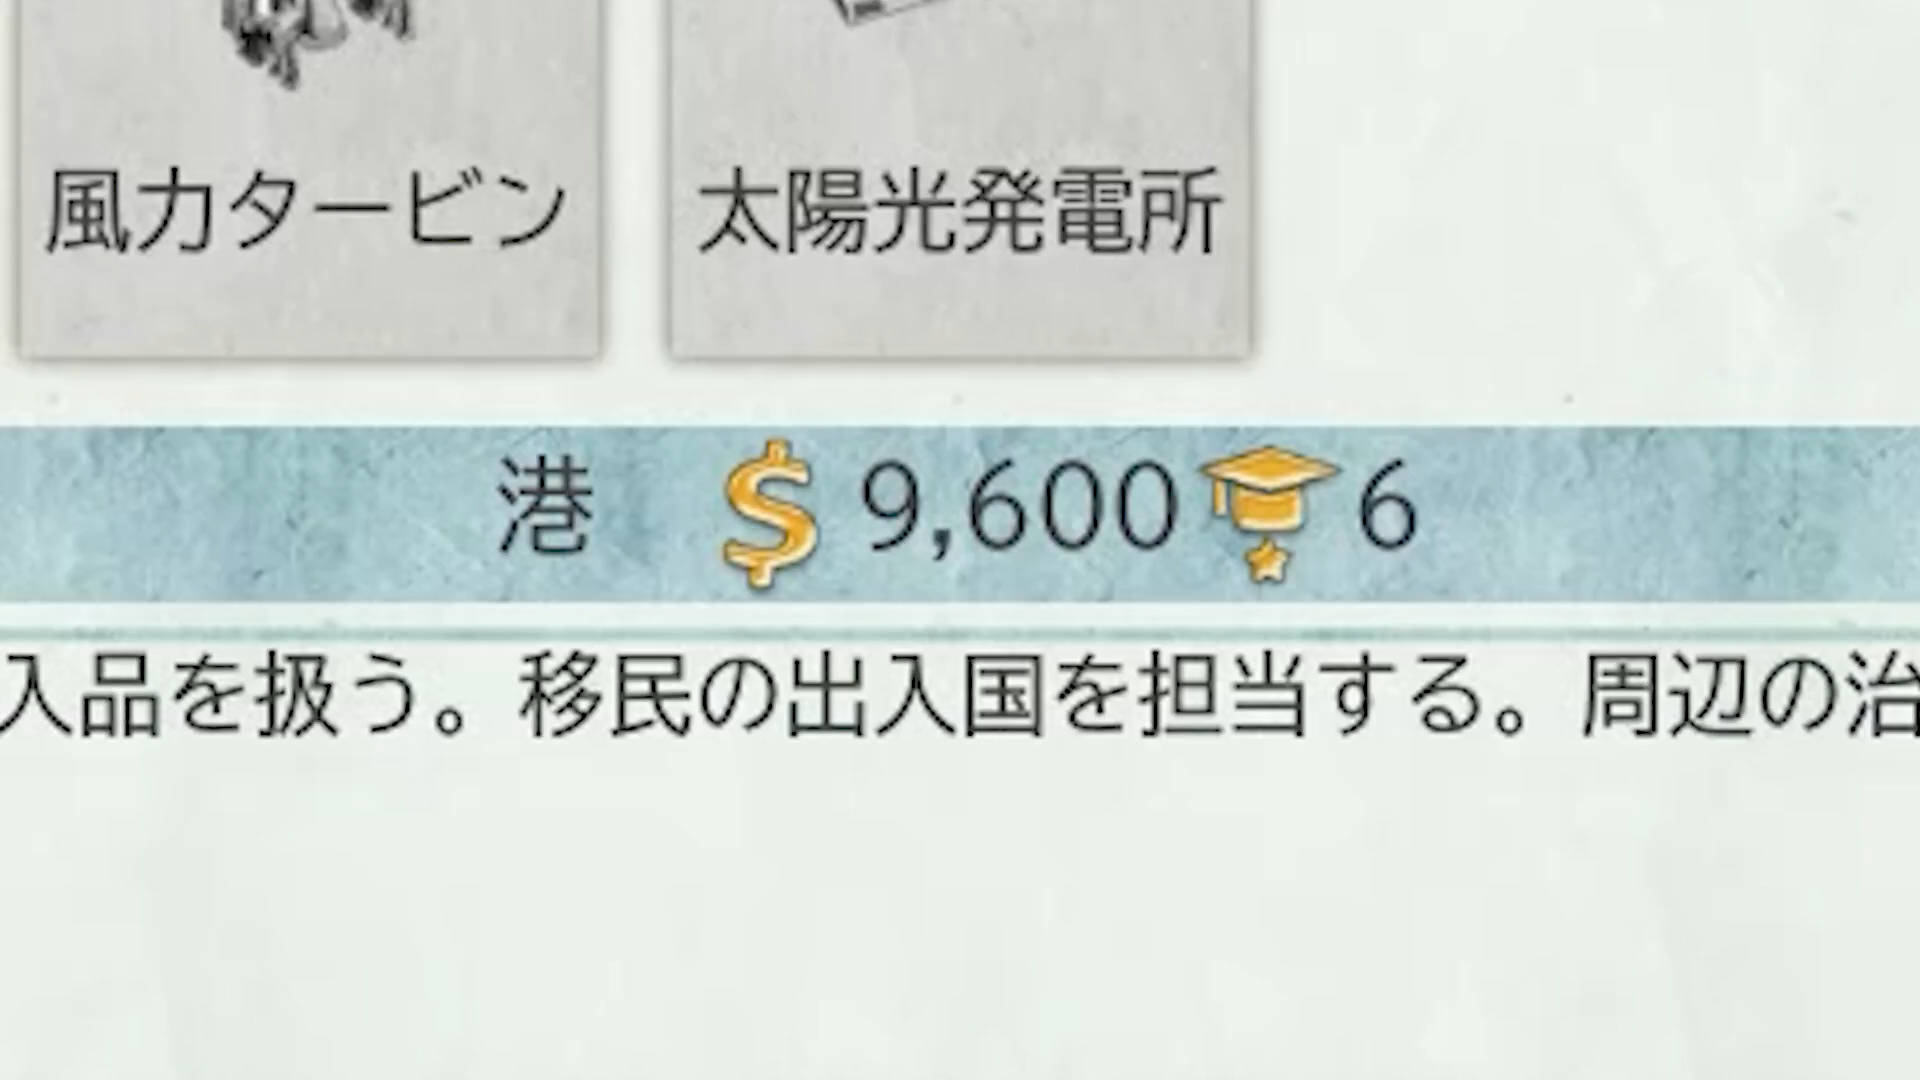 風力タービン
太陽光発電所
港 $ 9,600 6
入品を扱う。移民の出入国を担当する。周辺の治